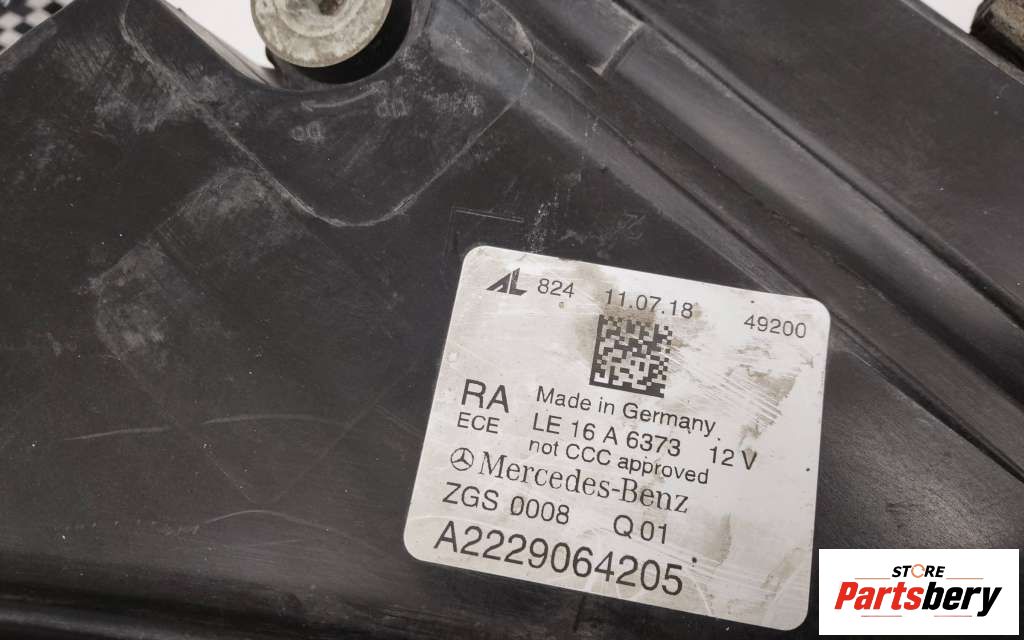 AL 824 11.07.18 49200
RA Made in Germany
ECE LE 16 A 6373 12 V
not CCC approved
Mercedes-Benz
ZGS 0008 Q 01
A2229064205
STORE
Partsbery